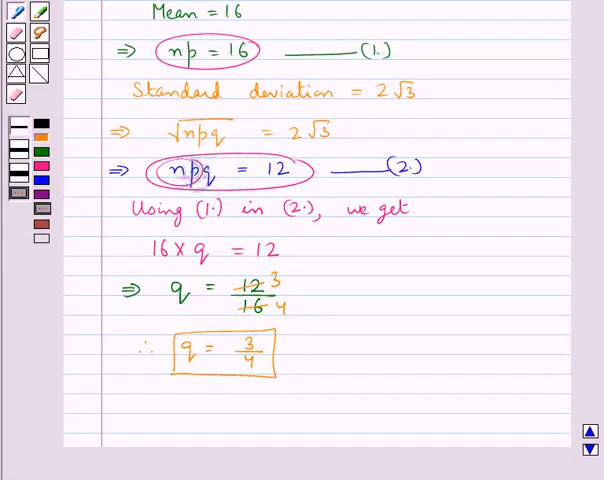 Mean = 16
⇒ np = 16 ——— (1.)
Standard deviation = 2√3
⇒ √npq = 2√3
⇒ npq = 12 ——— (2.)
Using (1.) in (2.), we get
16 × q = 12
⇒ q = 12/16 3/4
∴ q = 3/4